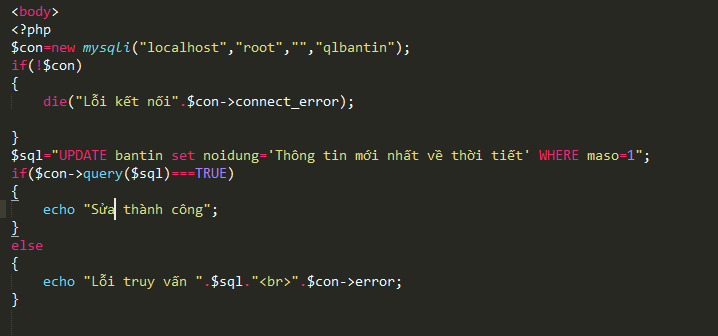 <body>
<?php
$con=new mysqli("localhost","root","","qlbantin");
if(!$con)
{
die("Lỗi kết nối".$con->connect_error);
}
$sql="UPDATE bantin set noidung='Thông tin mới nhất về thời tiết' WHERE maso=1";
if($con->query($sql)===TRUE)
{
echo "Sửa thành công";
}
else
{
echo "Lỗi truy vấn ".$sql."<br>".$con->error;
}